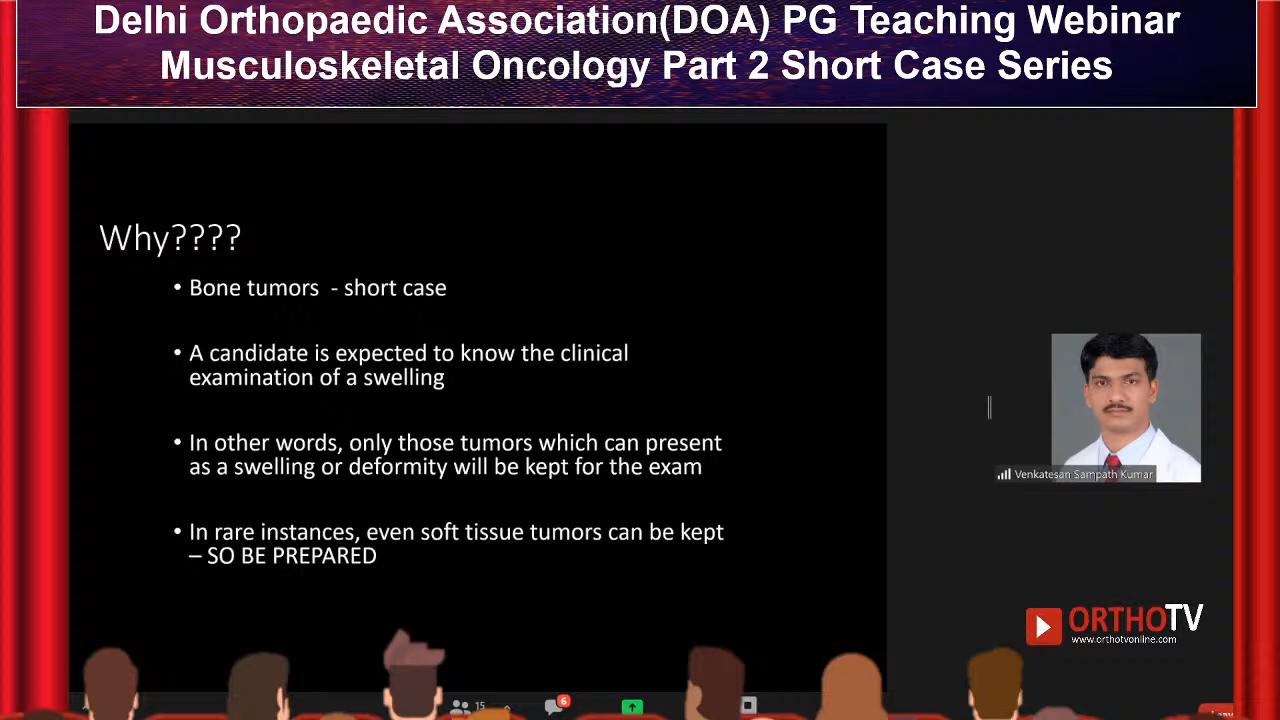 Delhi Orthopaedic Association(DOA) PG Teaching Webinar
Musculoskeletal Oncology Part 2 Short Case Series
Why????
• Bone tumors - short case
• A candidate is expected to know the clinical
examination of a swelling
• In other words, only those tumors which can present
as a swelling or deformity will be kept for the exam
• In rare instances, even soft tissue tumors can be kept
– SO BE PREPARED
Venkatesan Sampath Kumar
ORTHOTV
www.orthotvonline.com
15
6